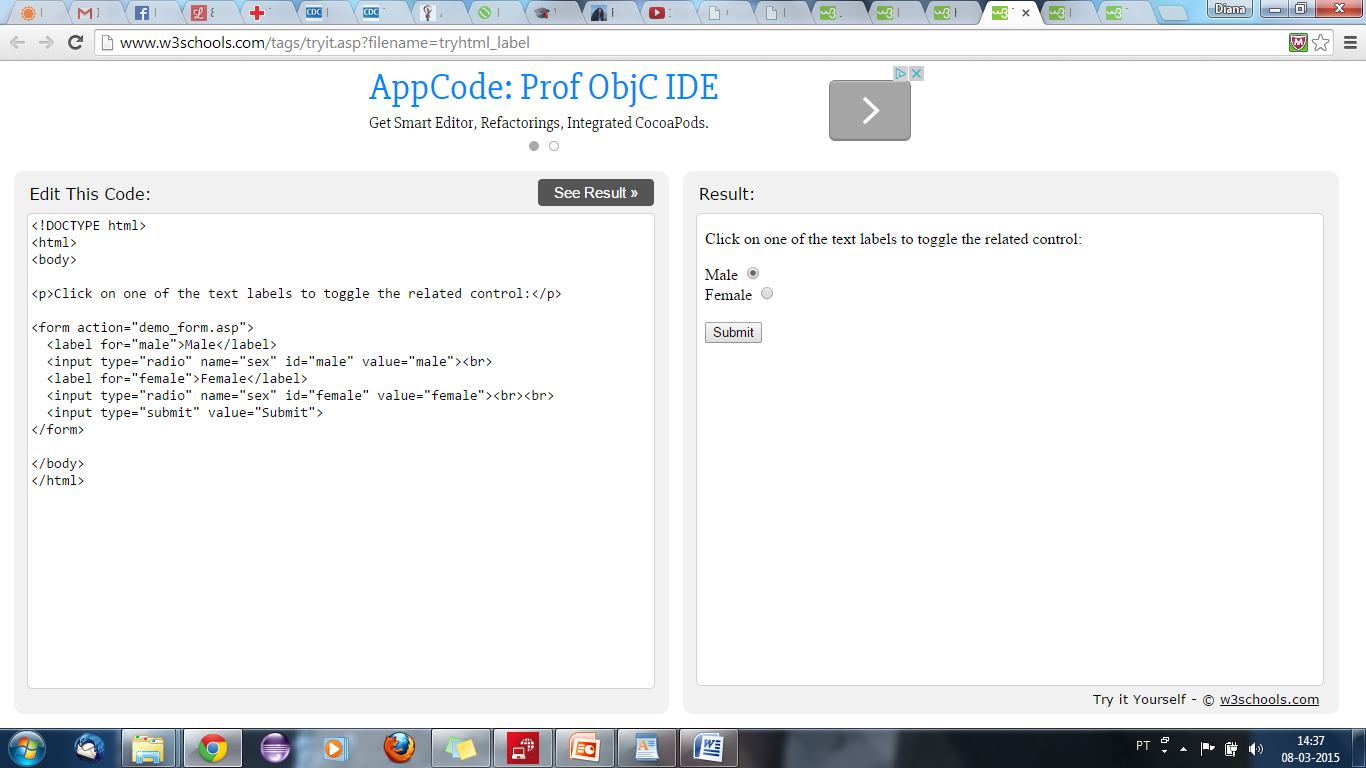 Diana
www.w3schools.com/tags/tryit.asp?filename=tryhtml_label
AppCode: Prof ObjC IDE
Get Smart Editor, Refactorings, Integrated CocoaPods.
Edit This Code:
See Result »
<!DOCTYPE html>
<html>
<body>
<p>Click on one of the text labels to toggle the related control:</p>
<form action="demo_form.asp">
<label for="male">Male</label>
<input type="radio" name="sex" id="male" value="male"><br>
<label for="female">Female</label>
<input type="radio" name="sex" id="female" value="female"><br><br>
<input type="submit" value="Submit">
</form>
</body>
</html>
Result:
Click on one of the text labels to toggle the related control:
Male
Female
Submit
Try it Yourself - © w3schools.com
PT
14:37
08-03-2015